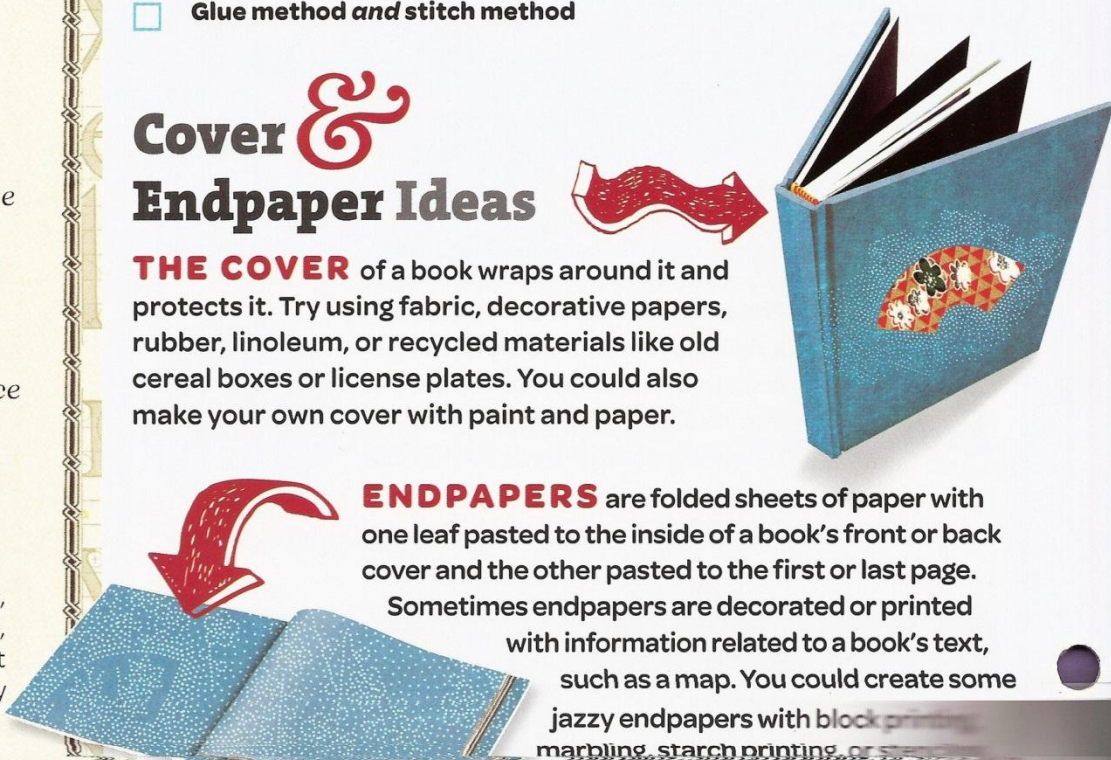 Glue method and stitch method
Cover &
Endpaper Ideas
THE COVER of a book wraps around it and
protects it. Try using fabric, decorative papers,
rubber, linoleum, or recycled materials like old
cereal boxes or license plates. You could also
make your own cover with paint and paper.
ENDPAPERS are folded sheets of paper with
one leaf pasted to the inside of a book's front or back
cover and the other pasted to the first or last page.
Sometimes endpapers are decorated or printed
with information related to a book's text,
such as a map. You could create some
jazzy endpapers with block printing,
marbling, starch printing, or